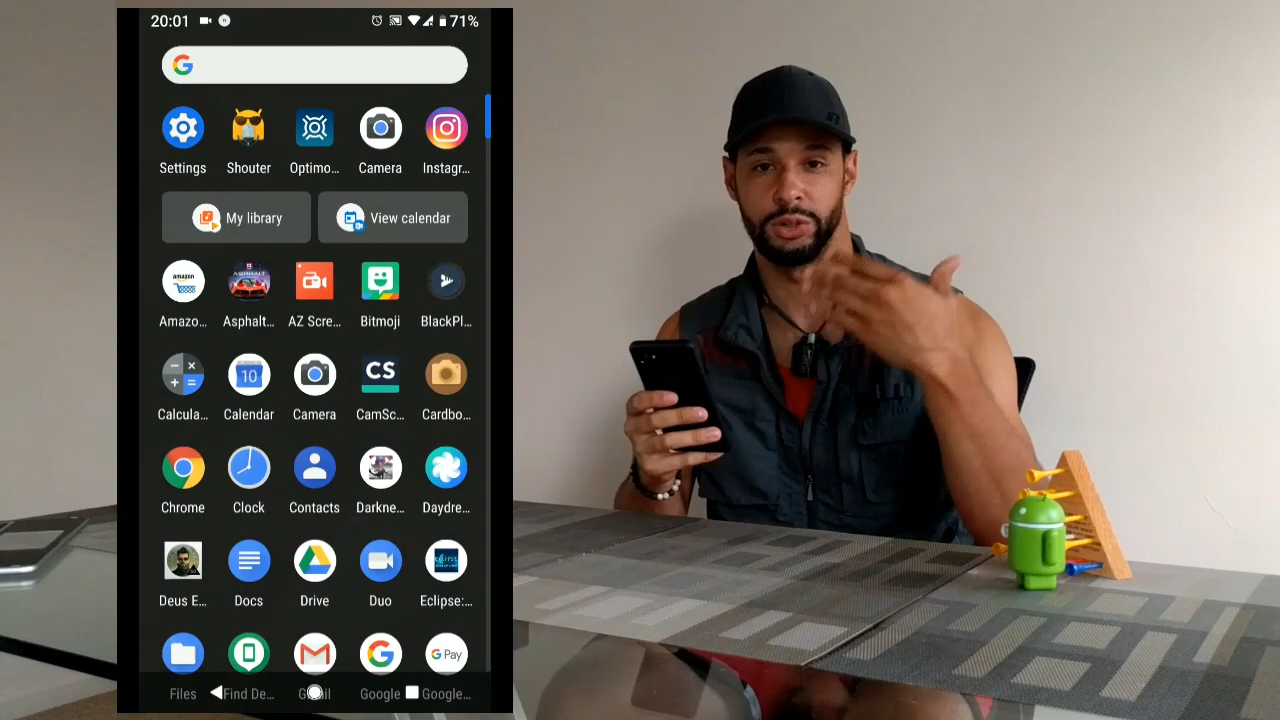 20:01 71%
Settings Shouter Optimo... Camera Instagr...
My library View calendar
amazon ASPHALT
Amazo... Asphalt... AZ Scre... Bitmoji BlackPl...
10 CS
Calcula... Calendar Camera CamSc... Cardbo...
Chrome Clock Contacts Darkne... Daydre...
Deus E... Docs Drive Duo Eclipse:...
G Pay
Files Find De... Gmail Google Google...